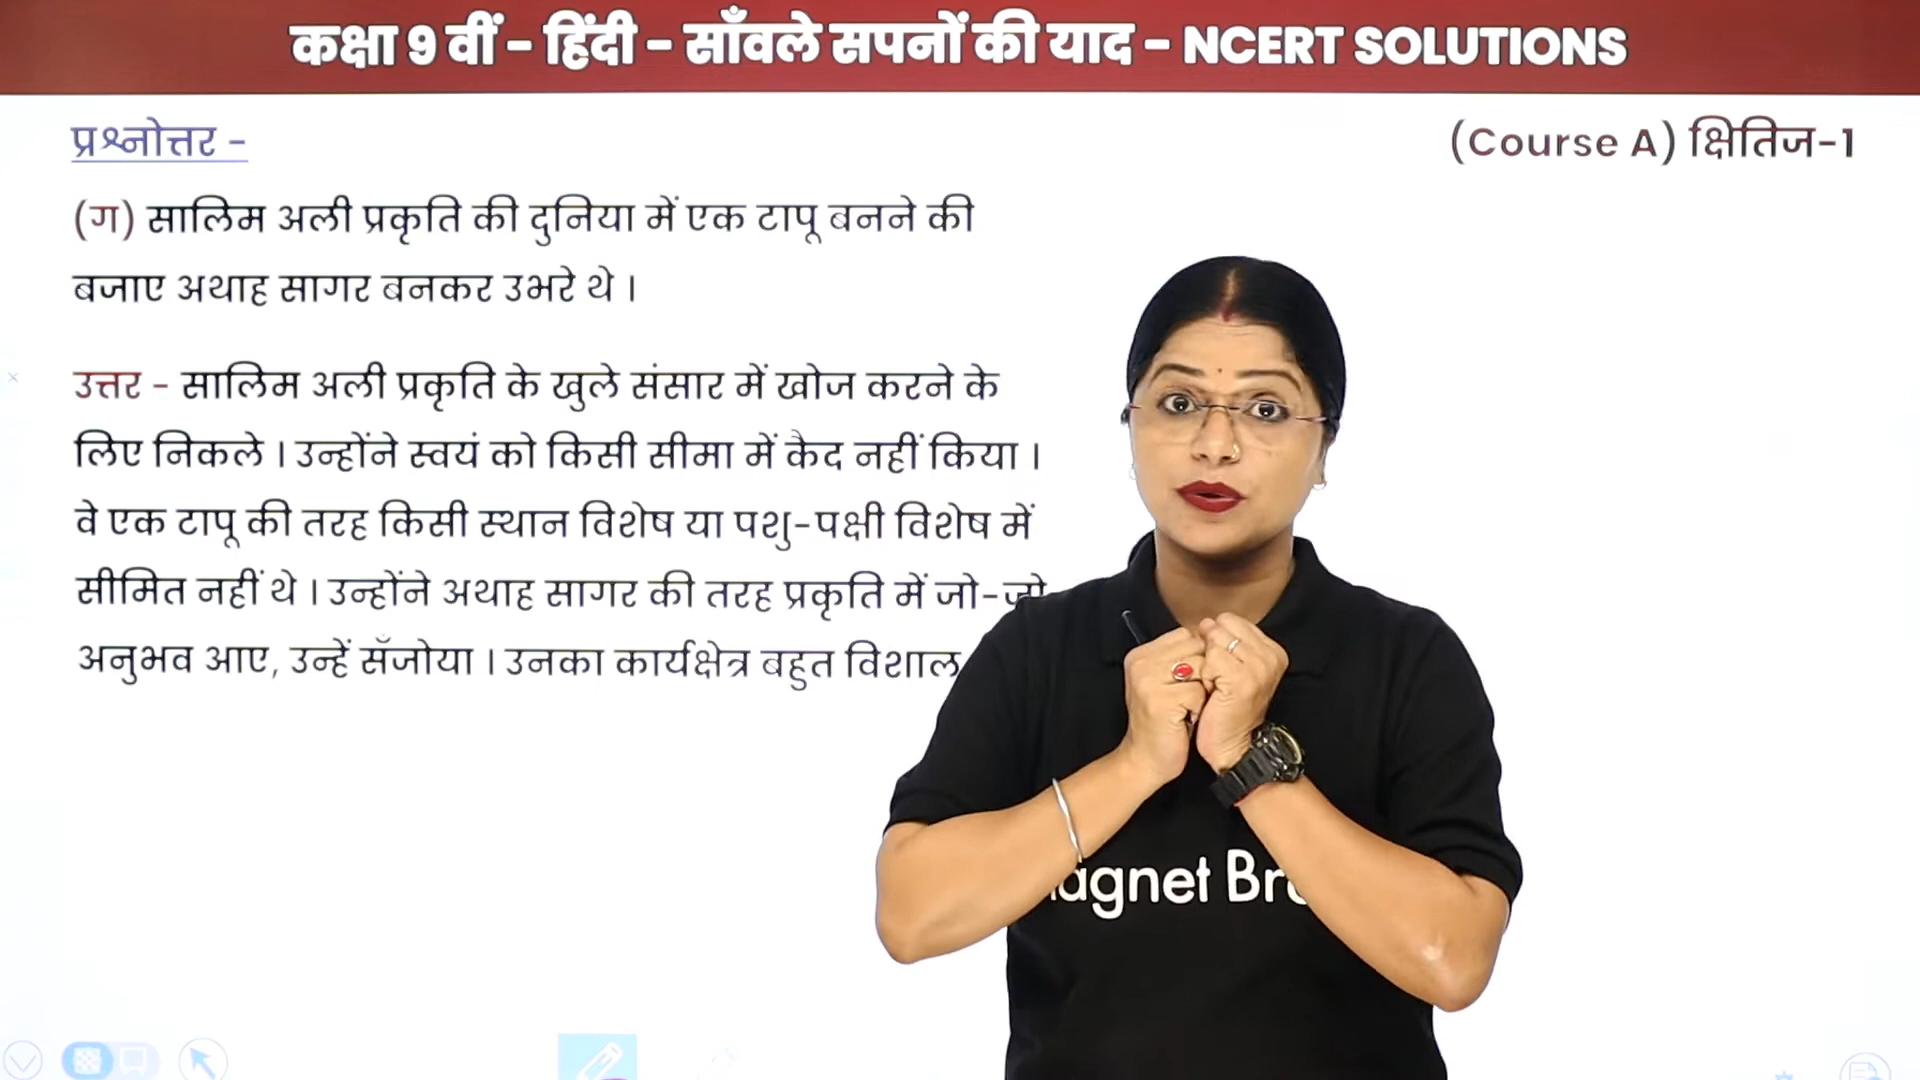 कक्षा 9 वीं - हिंदी - साँवले सपनों की याद - NCERT SOLUTIONS
प्रश्नोत्तर -
(Course A) क्षितिज-1
(ग) सालिम अली प्रकृति की दुनिया में एक टापू बनने की
बजाए अथाह सागर बनकर उभरे थे ।
उत्तर - सालिम अली प्रकृति के खुले संसार में खोज करने के
लिए निकले । उन्होंने स्वयं को किसी सीमा में कैद नहीं किया ।
वे एक टापू की तरह किसी स्थान विशेष या पशु-पक्षी विशेष में
सीमित नहीं थे । उन्होंने अथाह सागर की तरह प्रकृति में जो-जो
अनुभव आए, उन्हें सँजोया । उनका कार्यक्षेत्र बहुत विशाल